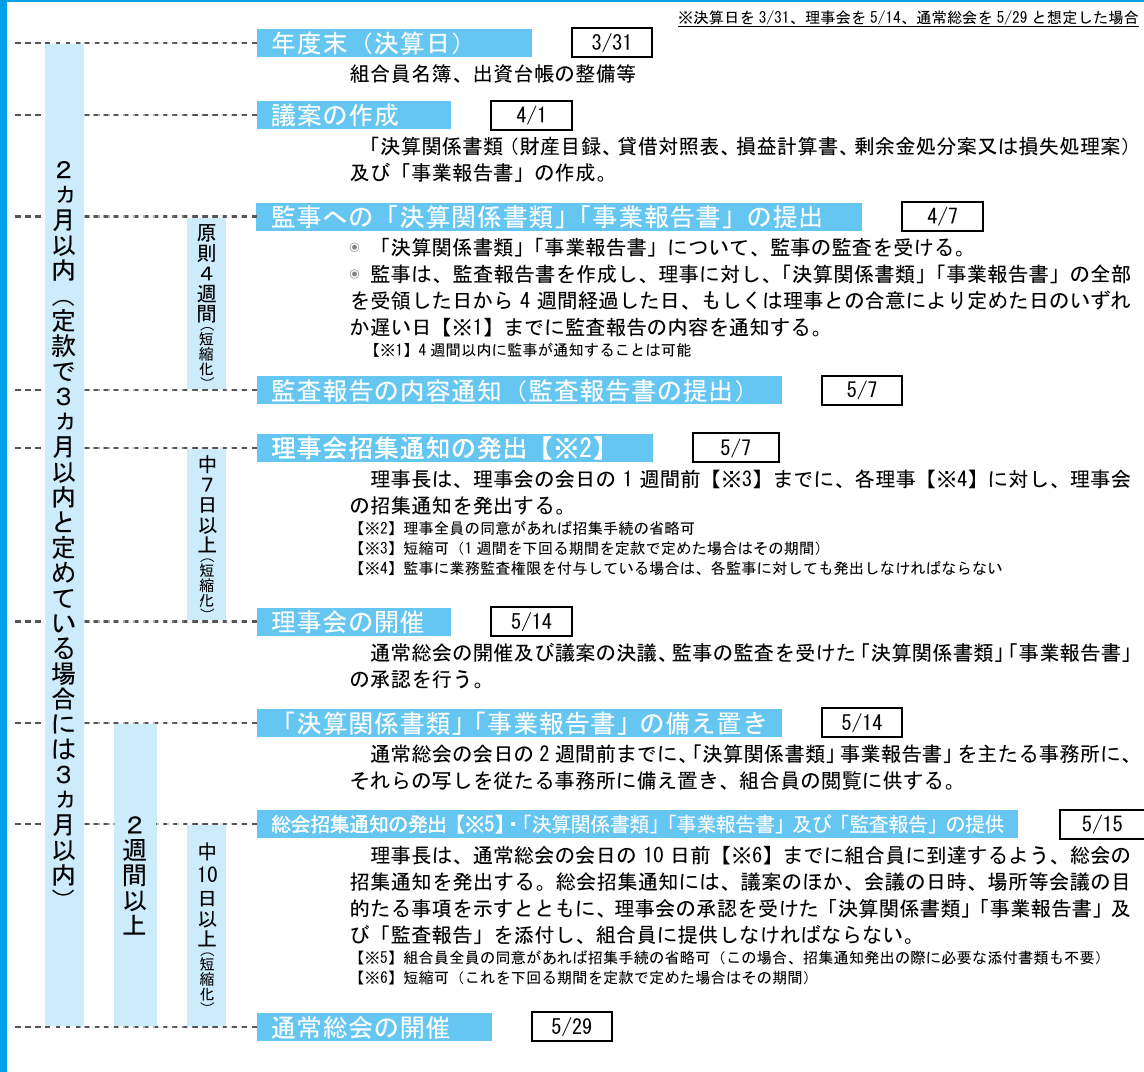 ※決算日を3/31、理事会を5/14、通常総会を5/29と想定した場合
年度末（決算日） 3/31
組合員名簿、出資台帳の整備等
議案の作成 4/1
「決算関係書類（財産目録、貸借対照表、損益計算書、剰余金処分案又は損失処理案）
及び「事業報告書」の作成。
監事への「決算関係書類」「事業報告書」の提出 4/7
◉ 「決算関係書類」「事業報告書」について、監事の監査を受ける。
◉ 監事は、監査報告書を作成し、理事に対し、「決算関係書類」「事業報告書」の全部
を受領した日から4週間経過した日、もしくは理事との合意により定めた日のいずれ
か遅い日【※1】までに監査報告の内容を通知する。
【※1】4週間以内に監事が通知することは可能
監査報告の内容通知（監査報告書の提出） 5/7
理事会招集通知の発出【※2】 5/7
理事長は、理事会の会日の1週間前【※3】までに、各理事【※4】に対し、理事会
の招集通知を発出する。
【※2】理事全員の同意があれば招集手続の省略可
【※3】短縮可（1週間を下回る期間を定款で定めた場合はその期間）
【※4】監事に業務監査権限を付与している場合は、各監事に対しても発出しなければならない
理事会の開催 5/14
通常総会の開催及び議案の決議、監事の監査を受けた「決算関係書類」「事業報告書」
の承認を行う。
「決算関係書類」「事業報告書」の備え置き 5/14
通常総会の会日の2週間前までに、「決算関係書類」事業報告書」を主たる事務所に、
それらの写しを従たる事務所に備え置き、組合員の閲覧に供する。
総会招集通知の発出【※5】・「決算関係書類」「事業報告書」及び「監査報告」の提供 5/15
理事長は、通常総会の会日の10日前【※6】までに組合員に到達するよう、総会の
招集通知を発出する。総会招集通知には、議案のほか、会議の日時、場所等会議の目
的たる事項を示すとともに、理事会の承認を受けた「決算関係書類」「事業報告書」及
び「監査報告」を添付し、組合員に提供しなければならない。
【※5】組合員全員の同意があれば招集手続の省略可（この場合、招集通知発出の際に必要な添付書類も不要）
【※6】短縮可（これを下回る期間を定款で定めた場合はその期間）
通常総会の開催 5/29
2ヵ月以内（定款で3ヵ月以内と定めている場合には3ヵ月以内）
原則4週間（短縮化）
中7日以上（短縮化）
2週間以上
中10日以上（短縮化）